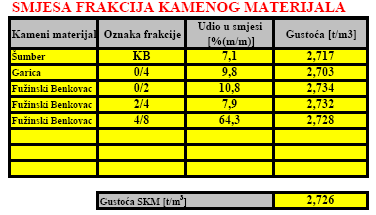 SMJESA FRAKCIJA KAMENOG MATERIJALA
Kameni materijal Oznaka frakcije Udio u smjesi [%(m/m)] Gustoća [t/m3]
Šumber KB 7,1 2,717
Garica 0/4 9,8 2,703
Fužinski Benkovac 0/2 10,8 2,734
Fužinski Benkovac 2/4 7,9 2,732
Fužinski Benkovac 4/8 64,3 2,728
Gustoća SKM [t/m³] 2,726